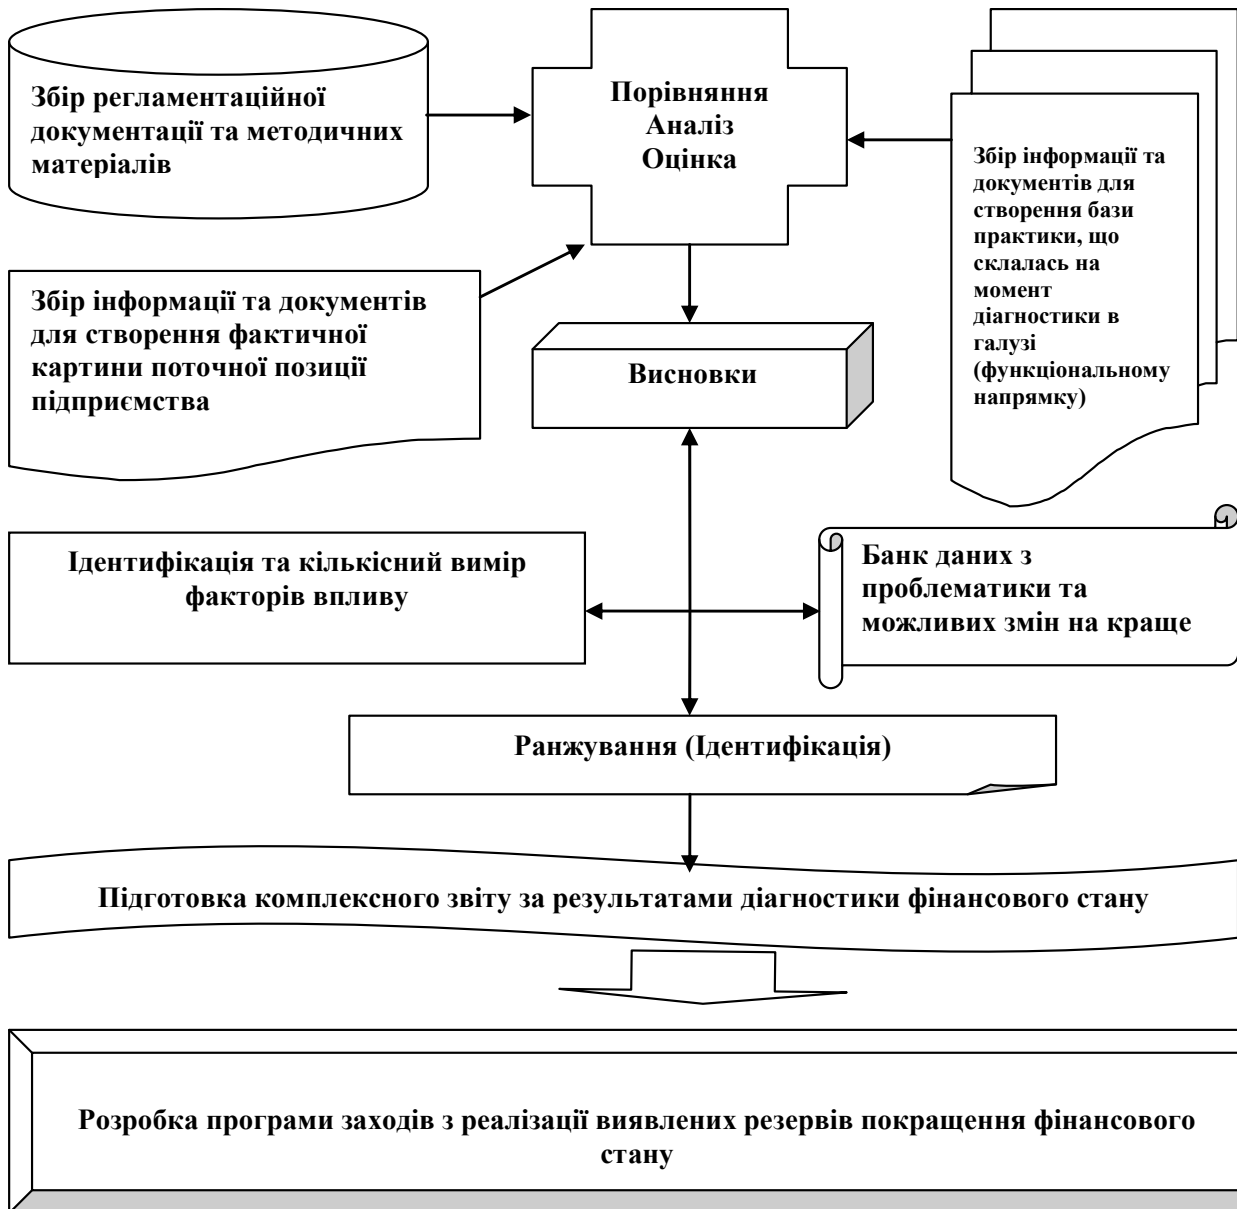 Збір регламентаційної
документації та методичних
матеріалів
Порівняння
Аналіз
Оцінка
Збір інформації та
документів для
створення бази
практики, що
склалась на
момент
діагностики в
галузі
(функціональному
напрямку)
Збір інформації та документів
для створення фактичної
картини поточної позиції
підприємства
Висновки
Ідентифікація та кількісний вимір
факторів впливу
Банк даних з
проблематики та
можливих змін на краще
Ранжування (Ідентифікація)
Підготовка комплексного звіту за результатами діагностики фінансового стану
Розробка програми заходів з реалізації виявлених резервів покращення фінансового
стану